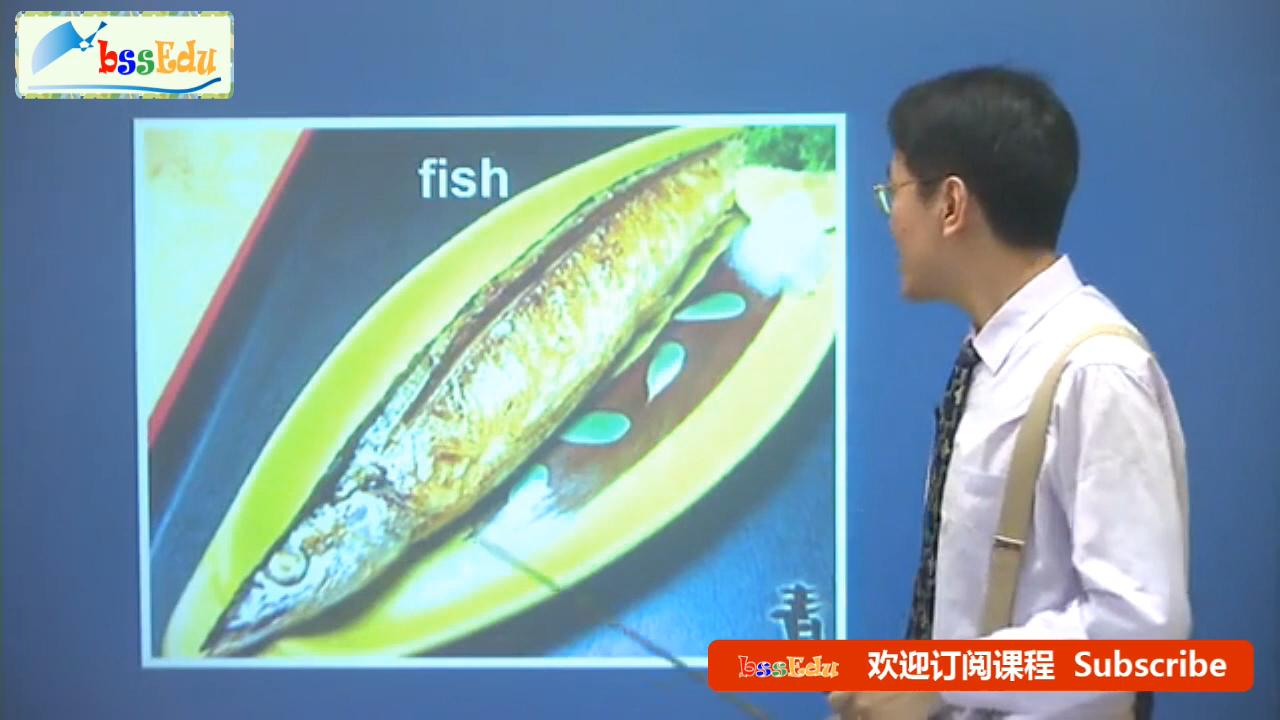 bssEdu
fish
bssEdu 欢迎订阅课程 Subscribe